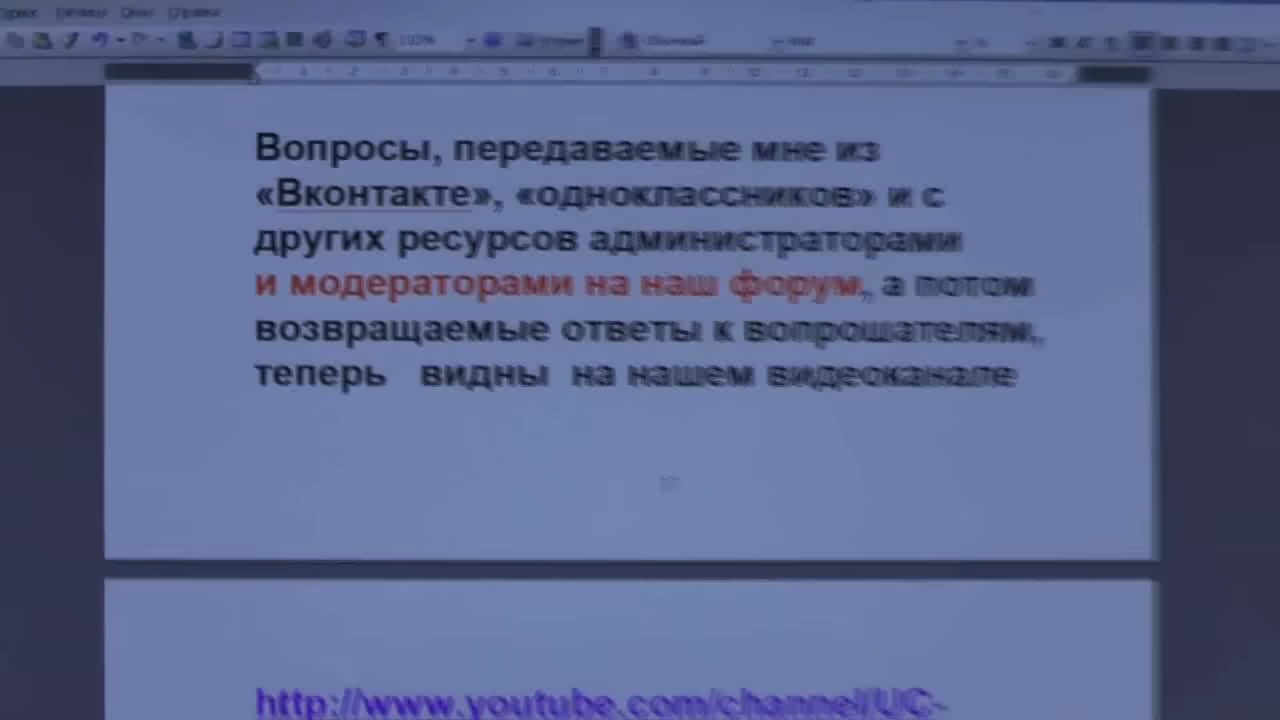 Вопросы, передаваемые мне из
«Вконтакте», «одноклассников» и с
других ресурсов администраторами
и модераторами на наш форум, а потом
возвращаемые ответы к вопрошателям,
теперь видны на нашем видеоканале
http://www.youtube.com/channel/UC-